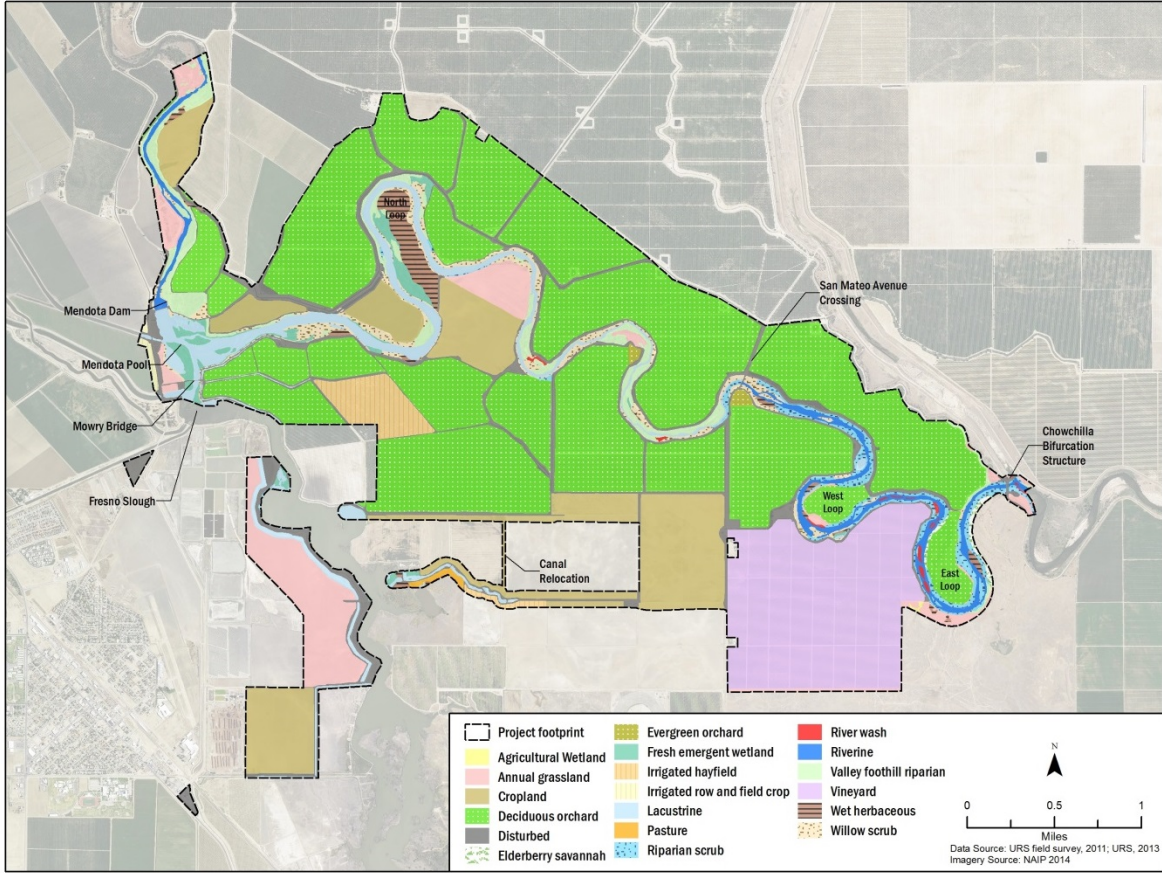 North
Loop
San Mateo Avenue
Crossing
Mendota Dam
Mendota Pool
Mowry Bridge
Chowchilla
Bifurcation
Structure
Fresno Slough
West
Loop
Canal
Relocation
East
Loop
Project footprint
Agricultural Wetland
Annual grassland
Cropland
Deciduous orchard
Disturbed
Elderberry savannah
Evergreen orchard
Fresh emergent wetland
Irrigated hayfield
Irrigated row and field crop
Lacustrine
Pasture
Riparian scrub
River wash
Riverine
Valley foothill riparian
Vineyard
Wet herbaceous
Willow scrub
N
0 0.5 1
Miles
Data Source: URS field survey, 2011; URS, 2013
Imagery Source: NAIP 2014